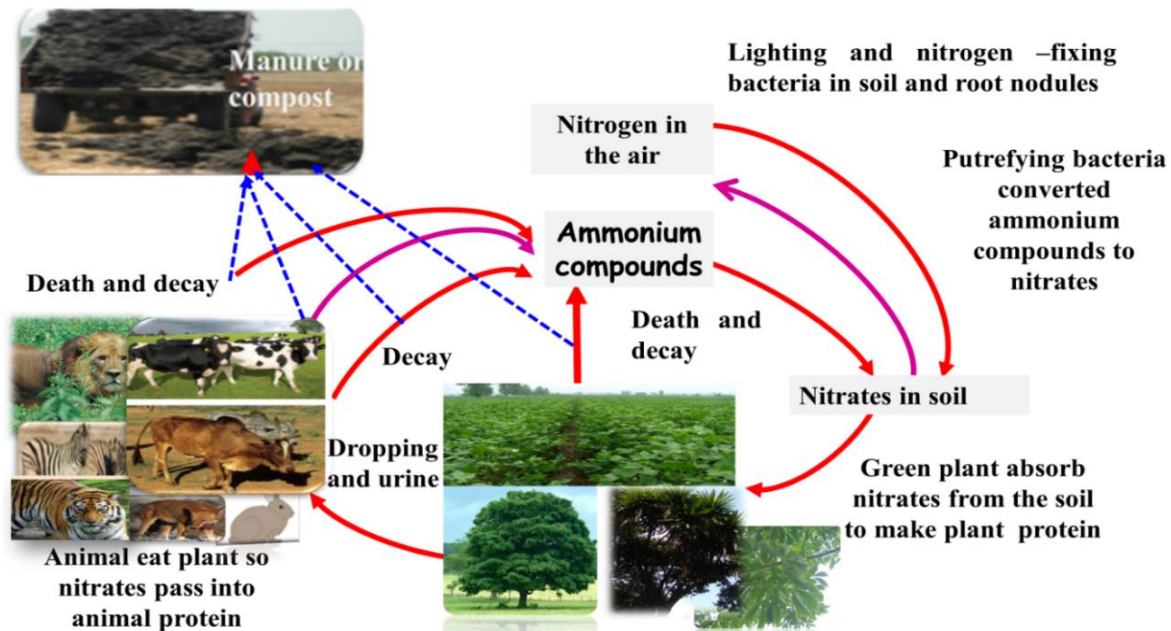 Manure or
compost
Lighting and nitrogen –fixing
bacteria in soil and root nodules
Nitrogen in
the air
Putrefying bacteria
converted
ammonium
compounds to
nitrates
Ammonium
compounds
Death and decay
Death and
decay
Decay
Nitrates in soil
Dropping
and urine
Green plant absorb
nitrates from the soil
to make plant protein
Animal eat plant so
nitrates pass into
animal protein